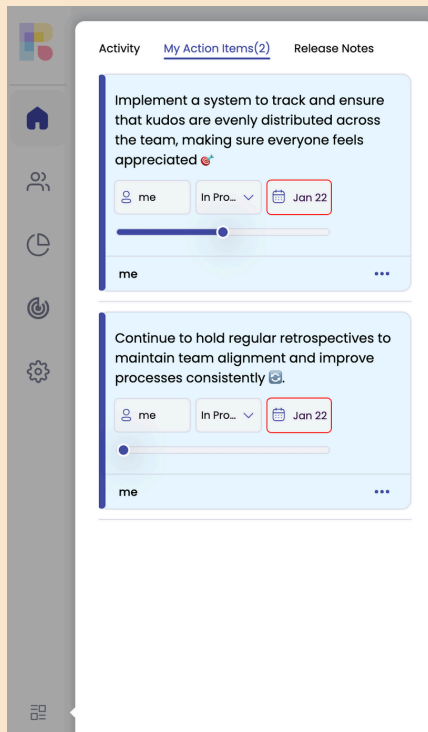 Activity My Action Items(2) Release Notes
Implement a system to track and ensure
that kudos are evenly distributed across
the team, making sure everyone feels
appreciated 🎯
me In Pro... Jan 22
me
Continue to hold regular retrospectives to
maintain team alignment and improve
processes consistently 🔄.
me In Pro... Jan 22
me